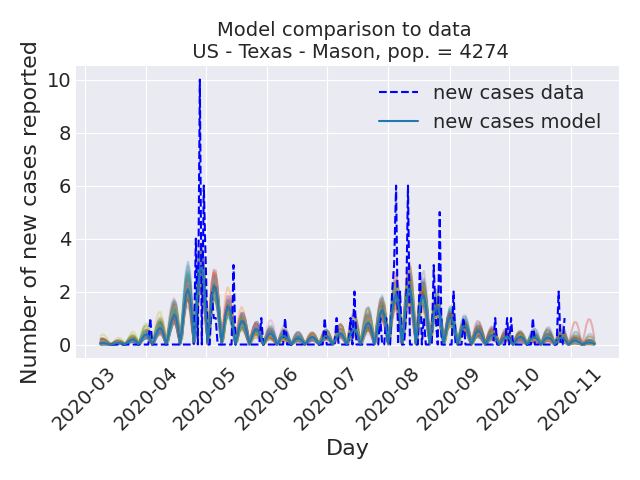 Model comparison to data
US - Texas - Mason, pop. = 4274
Number of new cases reported
10
8
6
4
2
0
new cases data
new cases model
2020-03
2020-04
2020-05
2020-06
2020-07
2020-08
2020-09
2020-10
2020-11
Day